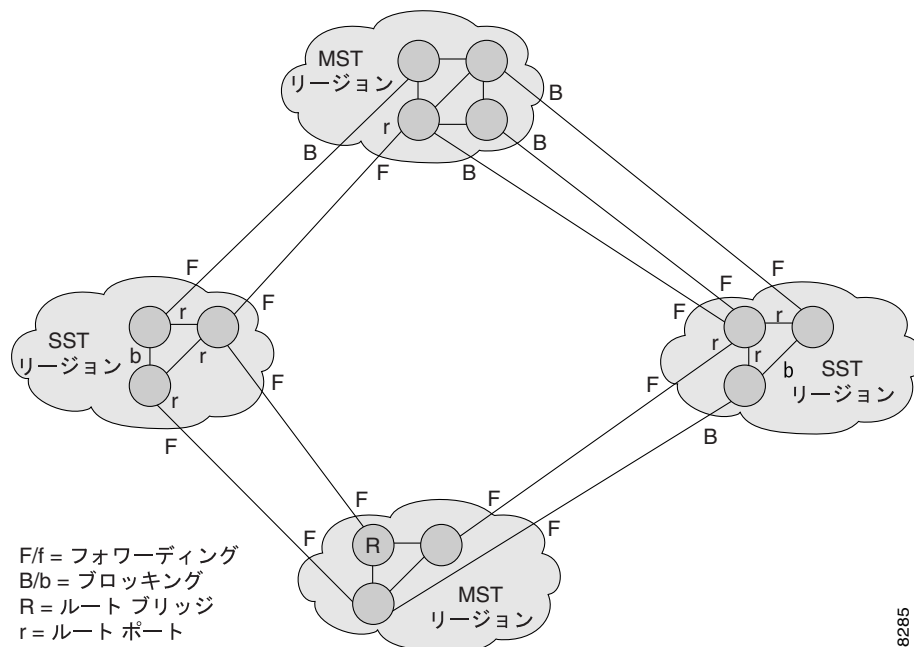 MST
リージョン
B
r
B
B
F
B
F
F
F
F
F
r
r
r
SST
リージョン
b
r
r
r
b
SST
リージョン
F
F
F
B
F
F
F
F
R
MST
リージョン
F/f = フォワーディング
B/b = ブロッキング
R = ルート ブリッジ
r = ルート ポート
8285